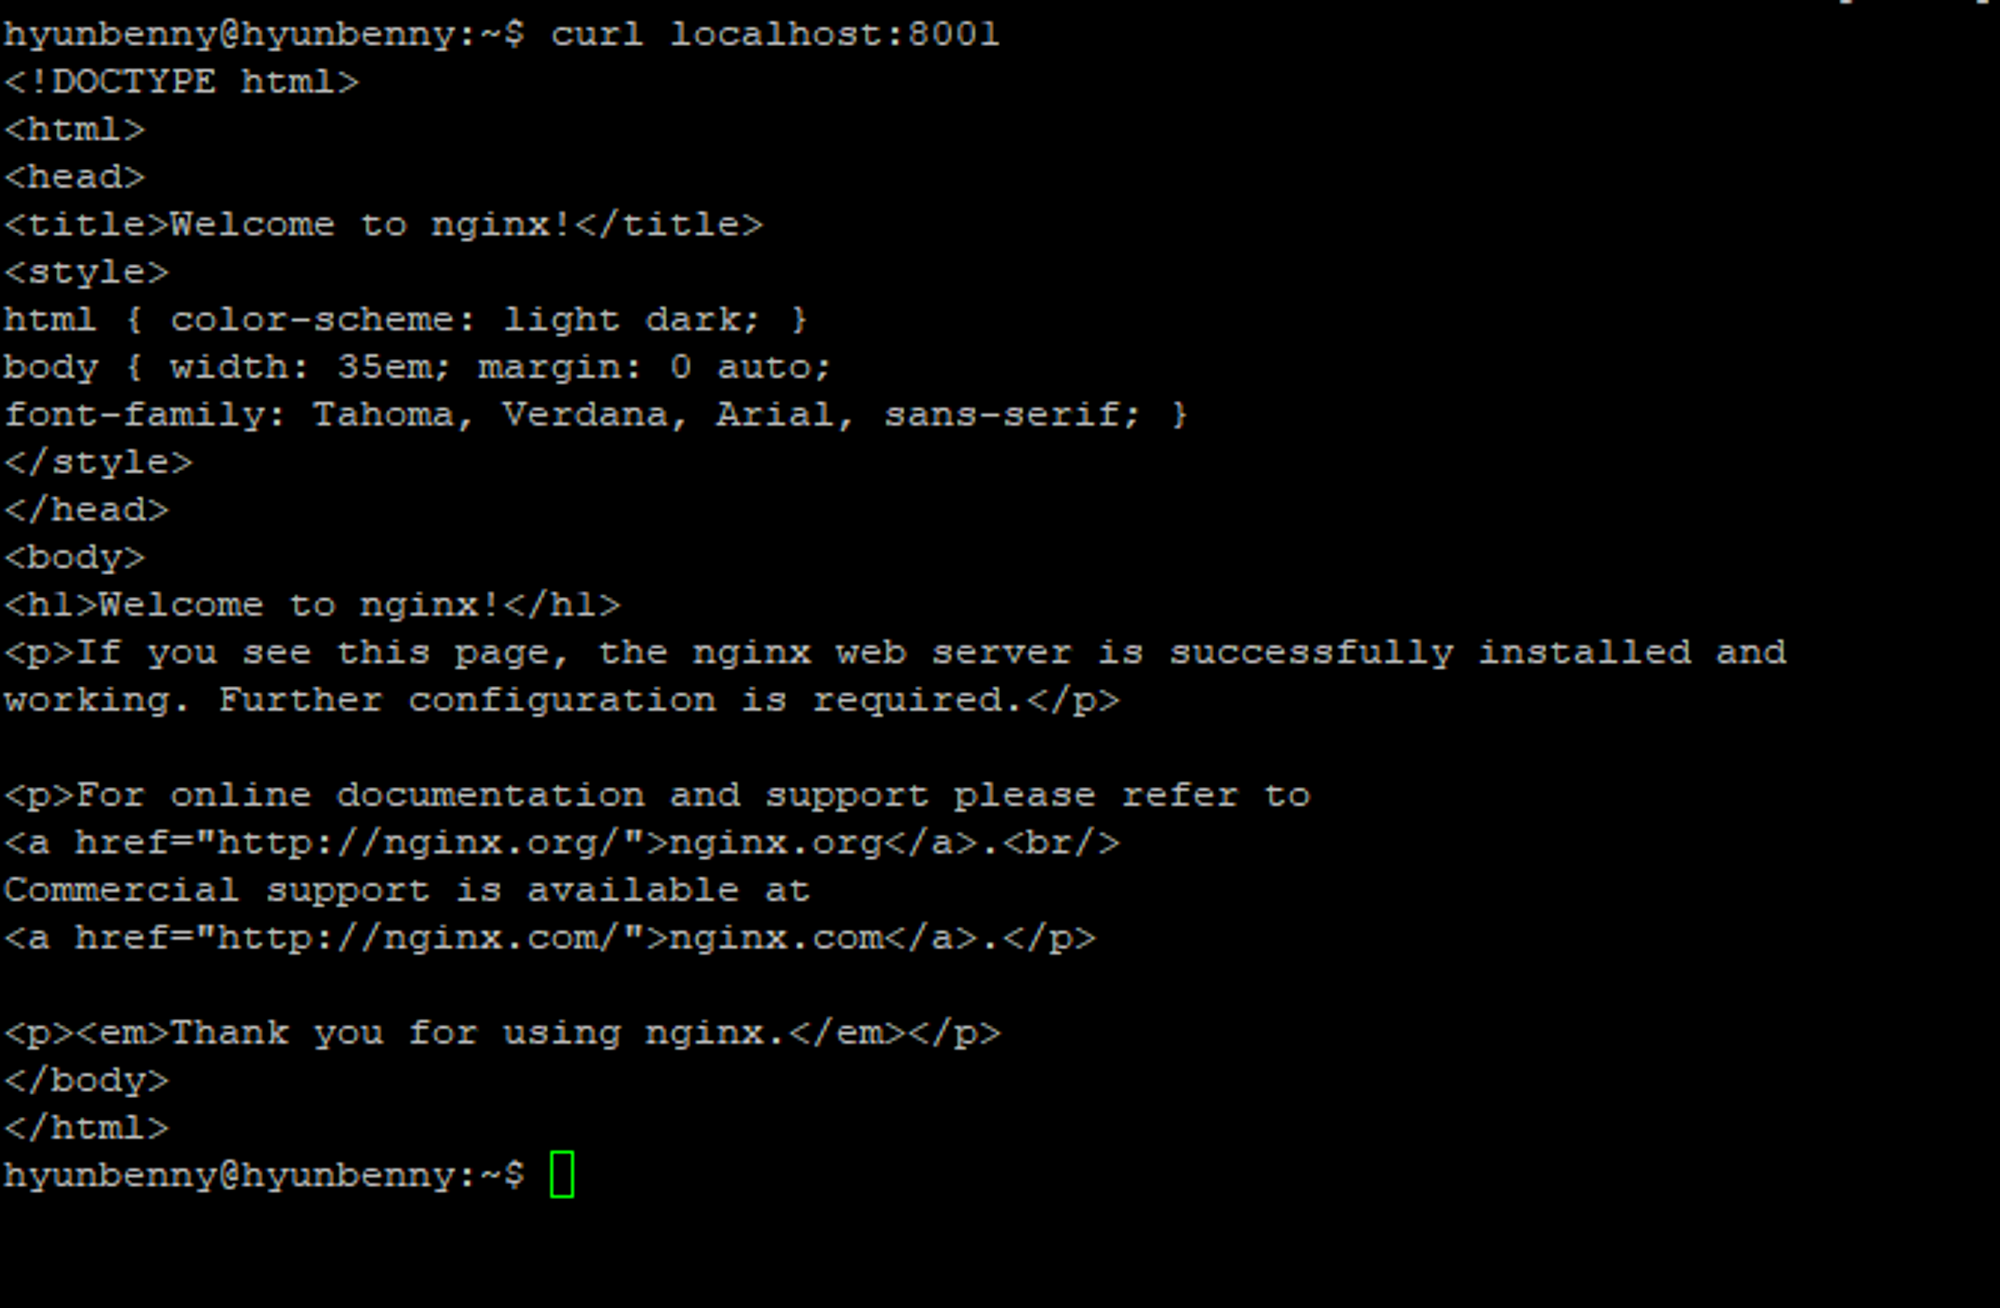 hyunbenny@hyunbenny:~$ curl localhost:8001
<!DOCTYPE html>
<html>
<head>
<title>Welcome to nginx!</title>
<style>
html { color-scheme: light dark; }
body { width: 35em; margin: 0 auto;
font-family: Tahoma, Verdana, Arial, sans-serif; }
</style>
</head>
<body>
<h1>Welcome to nginx!</h1>
<p>If you see this page, the nginx web server is successfully installed and
working. Further configuration is required.</p>

<p>For online documentation and support please refer to
<a href="http://nginx.org/">nginx.org</a>.<br/>
Commercial support is available at
<a href="http://nginx.com/">nginx.com</a>.</p>

<p><em>Thank you for using nginx.</em></p>
</body>
</html>
hyunbenny@hyunbenny:~$